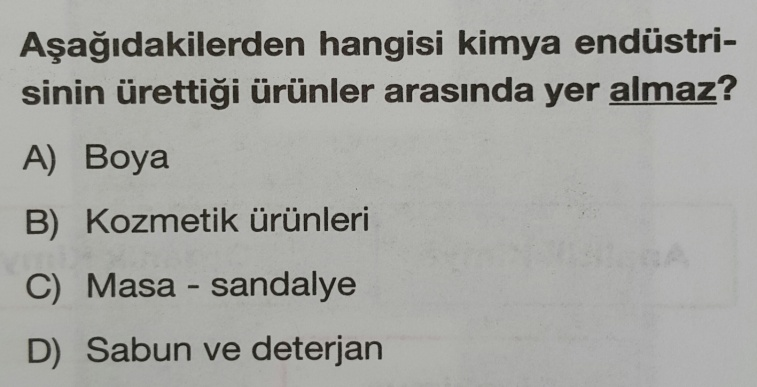 Aşağıdakilerden hangisi kimya endüstri-
sinin ürettiği ürünler arasında yer almaz?
A) Boya
B) Kozmetik ürünleri
C) Masa - sandalye
D) Sabun ve deterjan